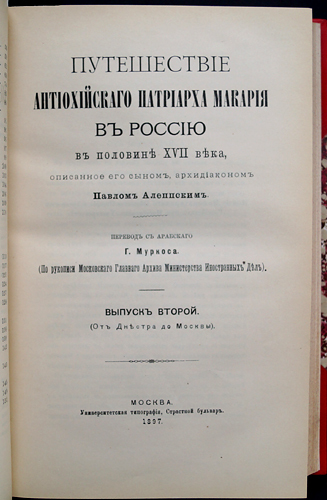 ПУТЕШЕСТВІЕ
АНТІОХІЙСКАГО ПАТРІАРХА МАКАРІЯ
ВЪ РОССІЮ
въ половинѣ XVII вѣка,
описанное его сыномъ, архидіакономъ
Павломъ Алеппскимъ.
ПЕРЕВОДЪ СЪ АРАБСКАГО
Г. Муркоса.
(По рукописи Московскаго Главнаго Архива Министерства Иностранныхъ Дѣлъ).
ВЫПУСКЪ ВТОРОЙ.
(Отъ Днѣстра до Москвы).
МОСКВА.
Университетская типографія, Страстной бульваръ.
1897.